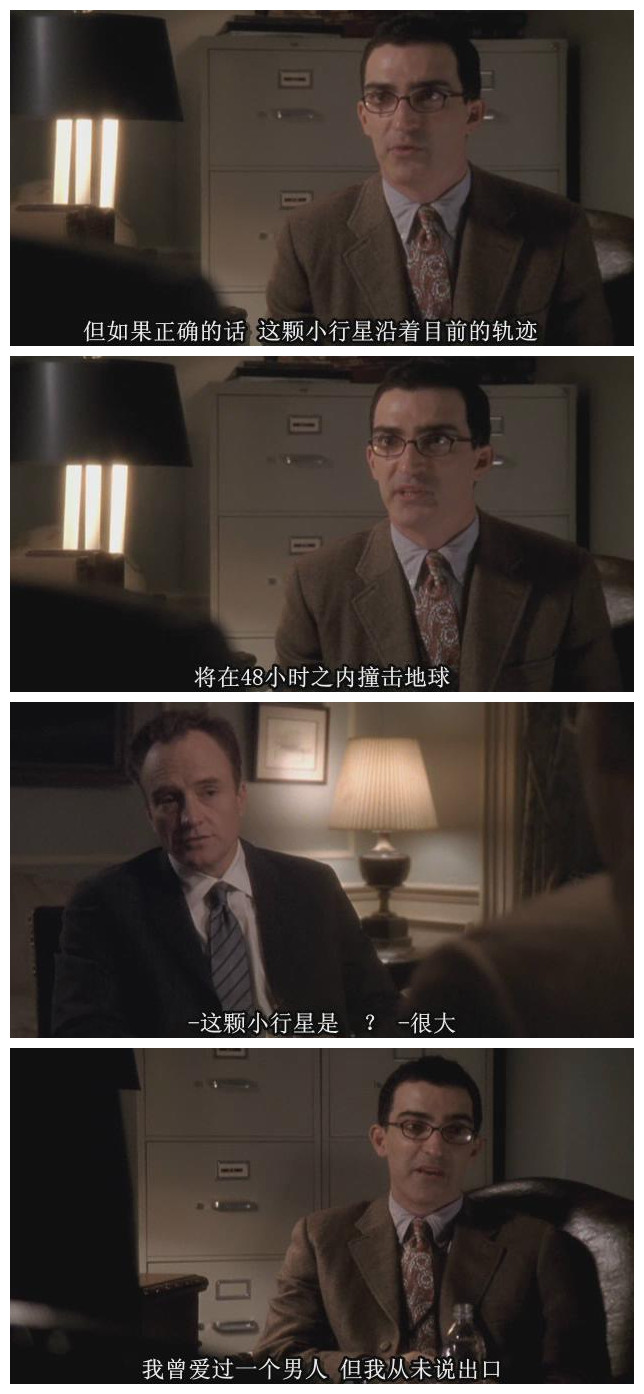 但如果正确的话 这颗小行星沿着目前的轨迹
将在48小时之内撞击地球
-这颗小行星是 ? -很大
我曾爱过一个男人 但我从未说出口